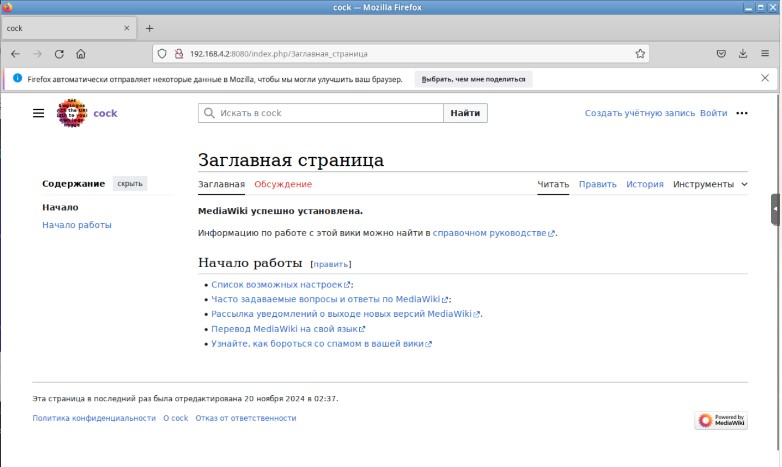 cock — Mozilla Firefox
cock
192.168.4.2:8080/index.php/Заглавная_страница
Firefox автоматически отправляет некоторые данные в Mozilla, чтобы мы могли улучшить ваш браузер. Выбрать, чем мне поделиться
cock
Искать в cock
Найти
Создать учётную запись Войти
Заглавная страница
Содержание скрыть
Начало
Начало работы
Заглавная Обсуждение
Читать Править История Инструменты
MediaWiki успешно установлена.
Информацию по работе с этой вики можно найти в справочном руководстве.
Начало работы [править]
• Список возможных настроек;
• Часто задаваемые вопросы и ответы по MediaWiki;
• Рассылка уведомлений о выходе новых версий MediaWiki.
• Перевод MediaWiki на свой язык
• Узнайте, как бороться со спамом в вашей вики
Эта страница в последний раз была отредактирована 20 ноября 2024 в 02:37.
Политика конфиденциальности О cock Отказ от ответственности
Powered by
MediaWiki